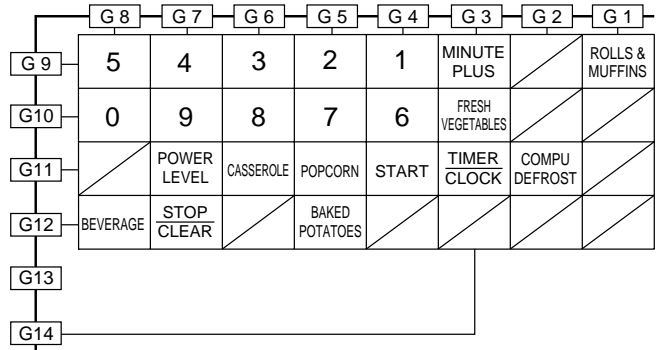 G 8 G 7 G 6 G 5 G 4 G 3 G 2 G 1
G 9 5 4 3 2 1 MINUTE PLUS ROLLS & MUFFINS
G10 0 9 8 7 6 FRESH VEGETABLES
G11 POWER LEVEL CASSEROLE POPCORN START TIMER CLOCK COMPU DEFROST
G12 BEVERAGE STOP CLEAR BAKED POTATOES
G13
G14